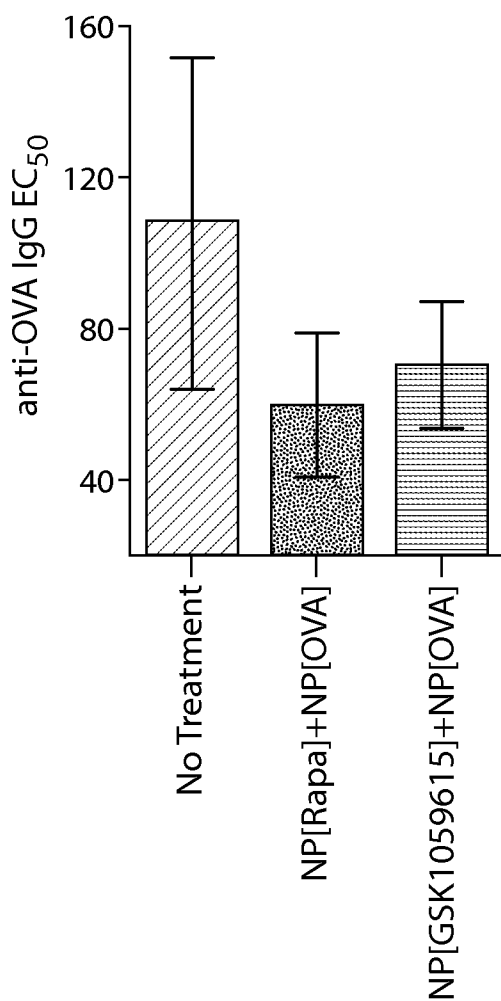 anti-OVA IgG EC50
160
120
80
40
No Treatment
NP[Rapa]+NP[OVA]
NP[GSK1059615]+NP[OVA]